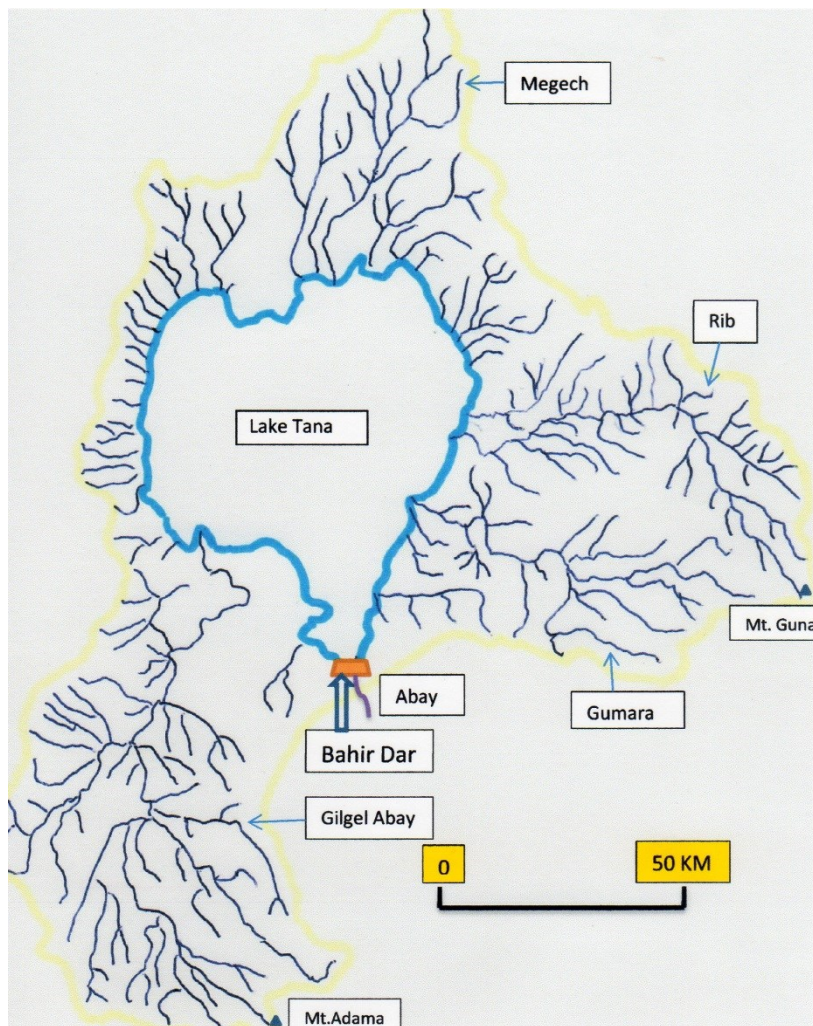 Megech
Rib
Lake Tana
Mt. Guna
Abay
Gumara
Bahir Dar
Gilgel Abay
0
50 KM
Mt.Adama